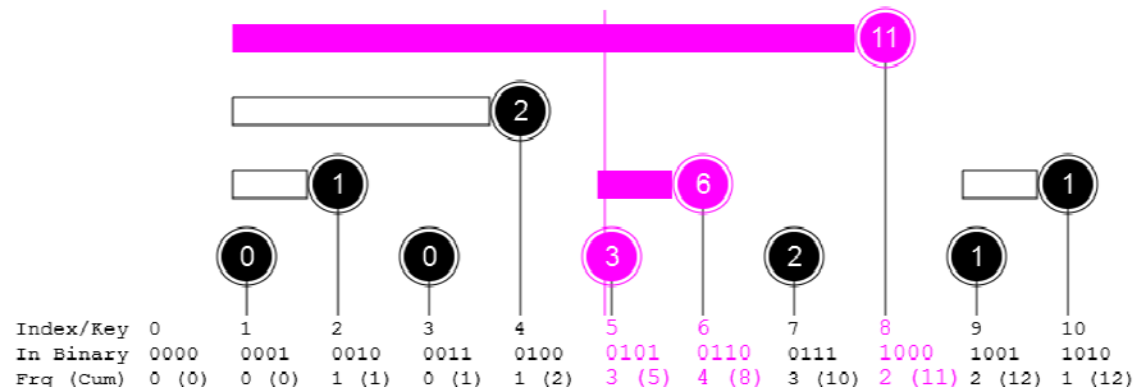 11
2
1 6 1
0 0 3 2 1
Index/Key 0 1 2 3 4 5 6 7 8 9 10
In Binary 0000 0001 0010 0011 0100 0101 0110 0111 1000 1001 1010
Frq (Cum) 0 (0) 0 (0) 1 (1) 0 (1) 1 (2) 3 (5) 4 (8) 3 (10) 2 (11) 2 (12) 1 (12)